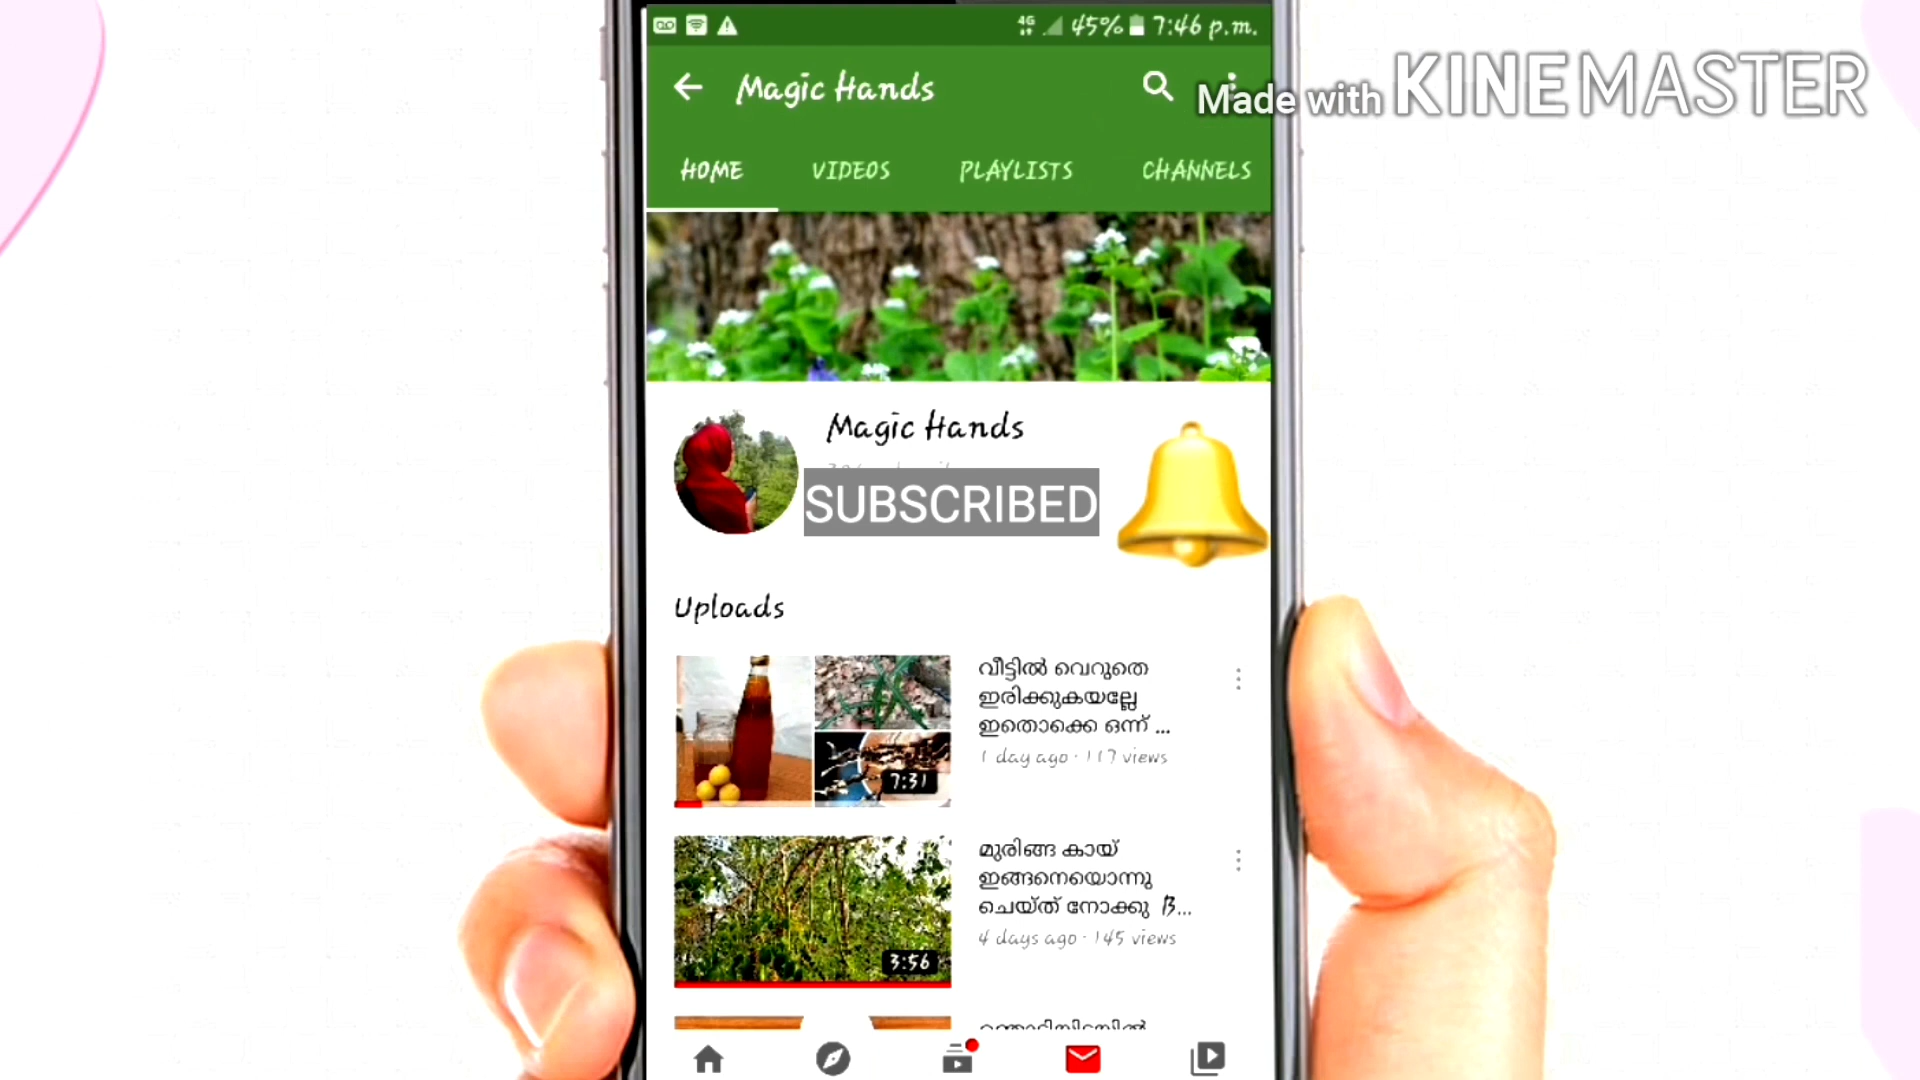 4G 45% 7:46 p.m.
Magic Hands
Made with KINEMASTER
HOME VIDEOS PLAYLISTS CHANNELS
Magic Hands
SUBSCRIBED
Uploads
വീട്ടിൽ വെറുതെ
ഇരിക്കുകയല്ലേ
ഇതൊക്കെ ഒന്ന് ...
1 day ago · 117 views
7:31
മുരിങ്ങ കായ്
ഇങ്ങനെയൊന്നു
ചെയ്ത് നോക്കൂ B...
4 days ago · 145 views
3:56